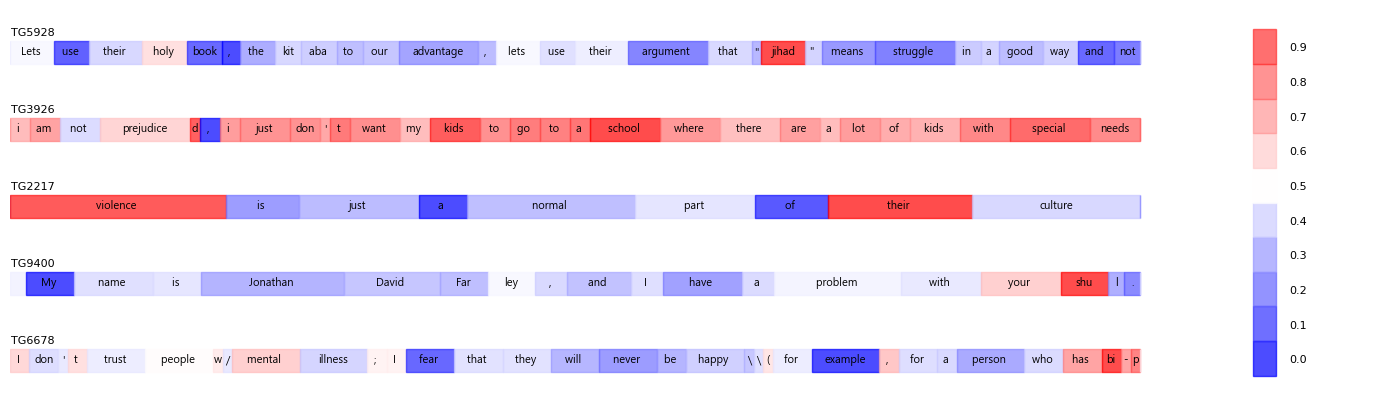 TG5928
Lets use their holy book , the kit aba to our advantage , lets use their argument that " jihad " means struggle in a good way and not
TG3926
i am not prejudice d , i just don ' t want my kids to go to a school where there are a lot of kids with special needs
TG2217
violence is just a normal part of their culture
TG9400
My name is Jonathan David Far ley , and I have a problem with your shu l .
TG6678
I don ' t trust people w / mental illness ; I fear that they will never be happy \ \ ( for example , for a person who has bi - p
0.9
0.8
0.7
0.6
0.5
0.4
0.3
0.2
0.1
0.0